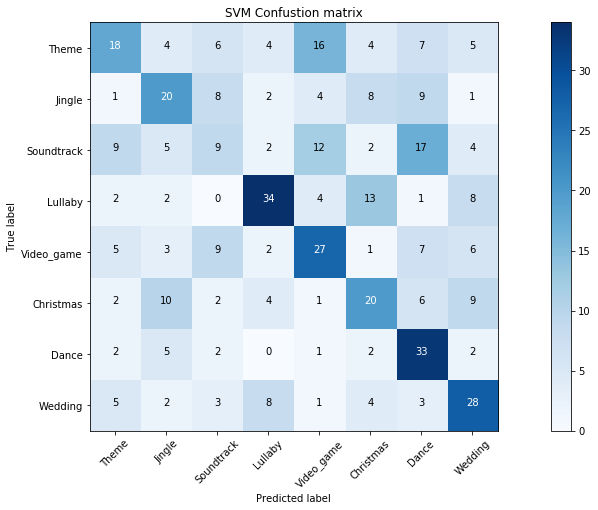 SVM Confustion matrix
Theme 18 4 6 4 16 4 7 5
Jingle 1 20 8 2 4 8 9 1
Soundtrack 9 5 9 2 12 2 17 4
Lullaby 2 2 0 34 4 13 1 8
Video_game 5 3 9 2 27 1 7 6
Christmas 2 10 2 4 1 20 6 9
Dance 2 5 2 0 1 2 33 2
Wedding 5 2 3 8 1 4 3 28
True label
Theme Jingle Soundtrack Lullaby Video_game Christmas Dance Wedding
Predicted label
30
25
20
15
10
5
0